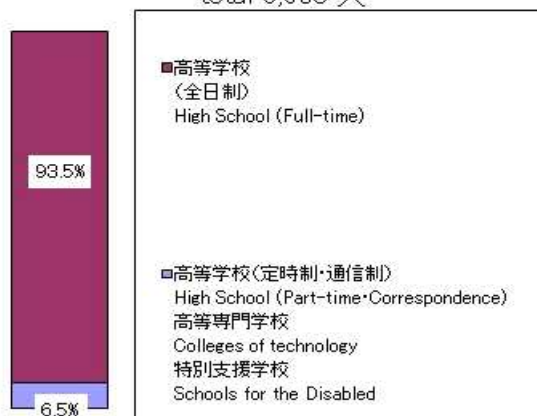 93.5%
6.5%
高等学校
(全日制)
High School (Full-time)
高等学校(定時制・通信制)
High School (Part-time・Correspondence)
高等専門学校
Colleges of technology
特別支援学校
Schools for the Disabled